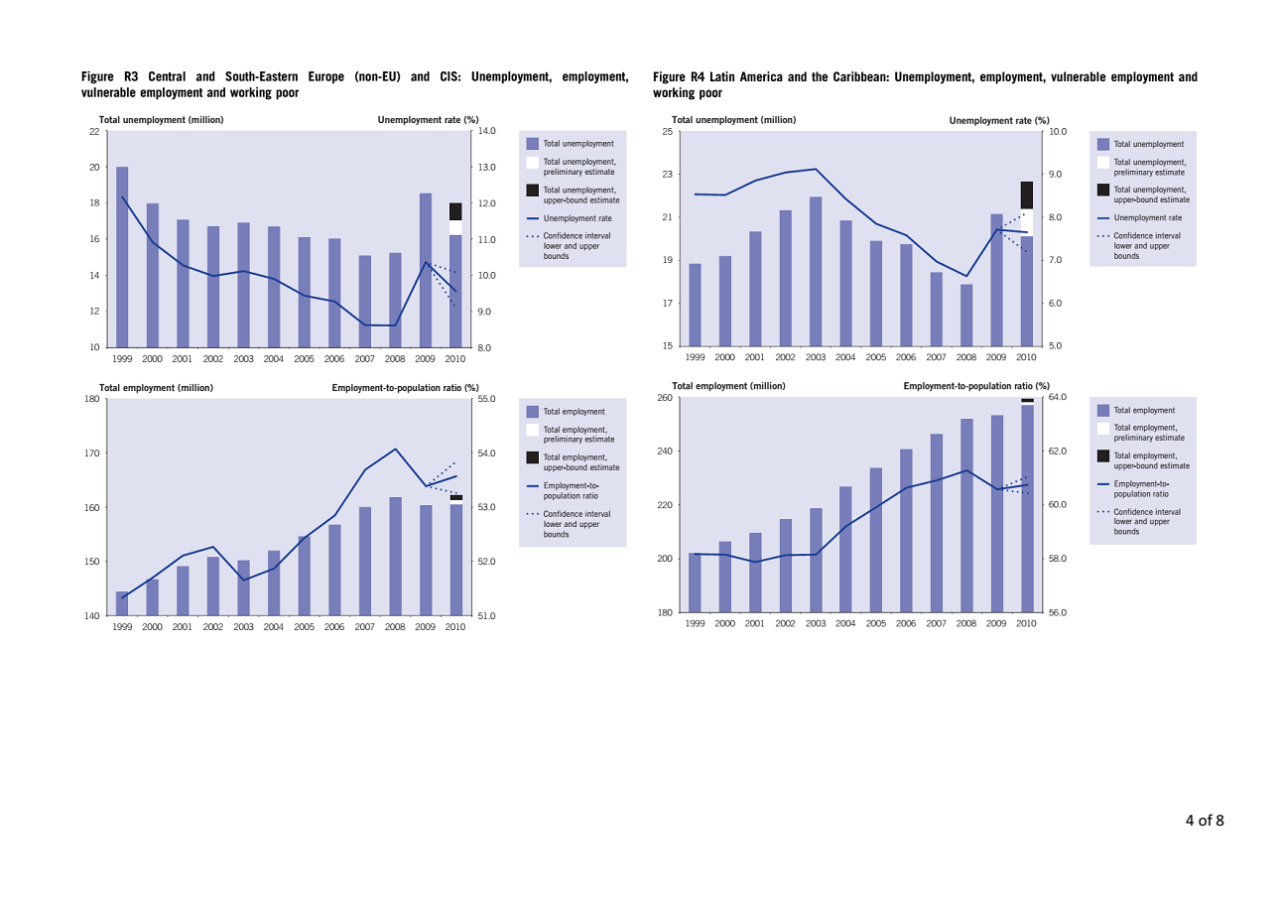 Figure R3 Central and South-Eastern Europe (non-EU) and CIS: Unemployment, employment,
vulnerable employment and working poor
Total unemployment (million) Unemployment rate (%)
22 14.0
20 13.0
18 12.0
16 11.0
14 10.0
12 9.0
10 8.0
1999 2000 2001 2002 2003 2004 2005 2006 2007 2008 2009 2010
Total unemployment
Total unemployment,
preliminary estimate
Total unemployment,
upper-bound estimate
Unemployment rate
Confidence interval
lower and upper
bounds
Total employment (million) Employment-to-population ratio (%)
180 55.0
170 54.0
160 53.0
150 52.0
140 51.0
1999 2000 2001 2002 2003 2004 2005 2006 2007 2008 2009 2010
Total employment
Total employment,
preliminary estimate
Total employment,
upper-bound estimate
Employment-to-
population ratio
Confidence interval
lower and upper
bounds
Figure R4 Latin America and the Caribbean: Unemployment, employment, vulnerable employment and
working poor
Total unemployment (million) Unemployment rate (%)
25 10.0
23 9.0
21 8.0
19 7.0
17 6.0
15 5.0
1999 2000 2001 2002 2003 2004 2005 2006 2007 2008 2009 2010
Total unemployment
Total unemployment,
preliminary estimate
Total unemployment,
upper-bound estimate
Unemployment rate
Confidence interval
lower and upper
bounds
Total employment (million) Employment-to-population ratio (%)
260 64.0
240 62.0
220 60.0
200 58.0
180 56.0
1999 2000 2001 2002 2003 2004 2005 2006 2007 2008 2009 2010
Total employment
Total employment,
preliminary estimate
Total employment,
upper-bound estimate
Employment-to-
population ratio
Confidence interval
lower and upper
bounds
4 of 8